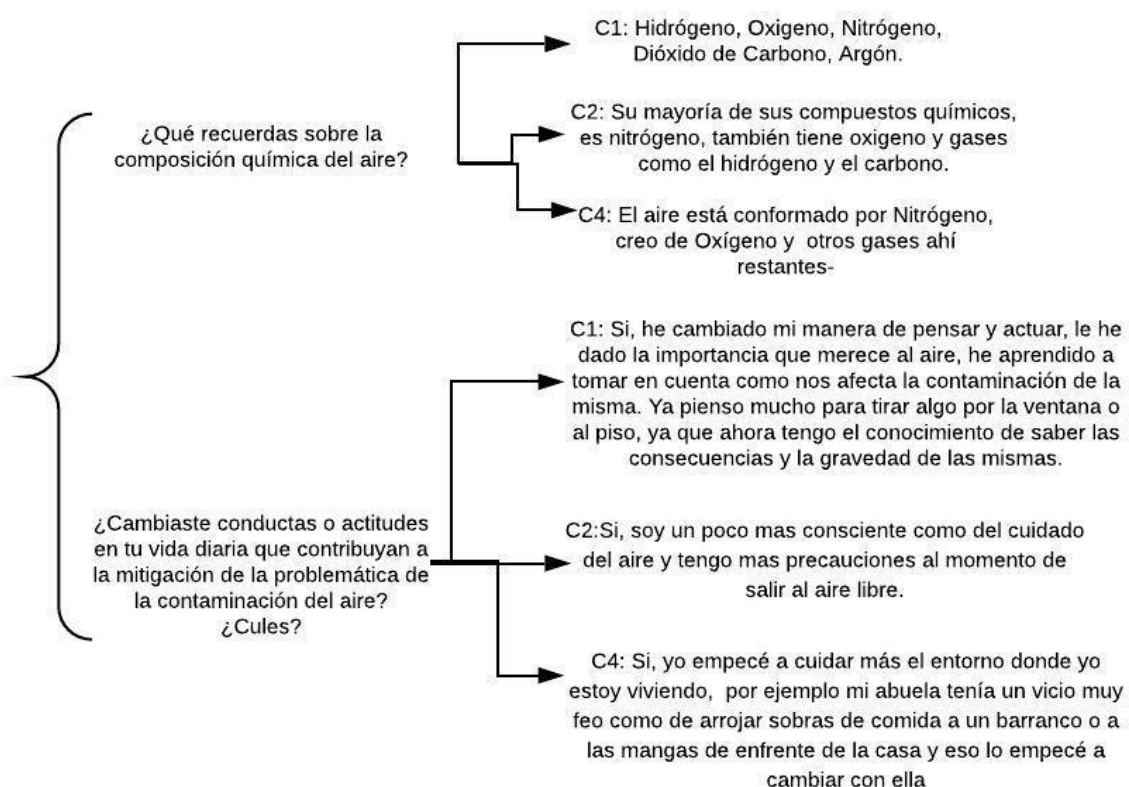 ¿Qué recuerdas sobre la
composición química del aire?
C1: Hidrógeno, Oxigeno, Nitrógeno,
Dióxido de Carbono, Argón.
C2: Su mayoría de sus compuestos químicos,
es nitrógeno, también tiene oxigeno y gases
como el hidrógeno y el carbono.
C4: El aire está conformado por Nitrógeno,
creo de Oxígeno y otros gases ahí
restantes-
¿Cambiaste conductas o actitudes
en tu vida diaria que contribuyan a
la mitigación de la problemática de
la contaminación del aire?
¿Cules?
C1: Si, he cambiado mi manera de pensar y actuar, le he
dado la importancia que merece al aire, he aprendido a
tomar en cuenta como nos afecta la contaminación de la
misma. Ya pienso mucho para tirar algo por la ventana o
al piso, ya que ahora tengo el conocimiento de saber las
consecuencias y la gravedad de las mismas.
C2:Si, soy un poco mas consciente como del cuidado
del aire y tengo mas precauciones al momento de
salir al aire libre.
C4: Si, yo empecé a cuidar más el entorno donde yo
estoy viviendo, por ejemplo mi abuela tenía un vicio muy
feo como de arrojar sobras de comida a un barranco o a
las mangas de enfrente de la casa y eso lo empecé a
cambiar con ella